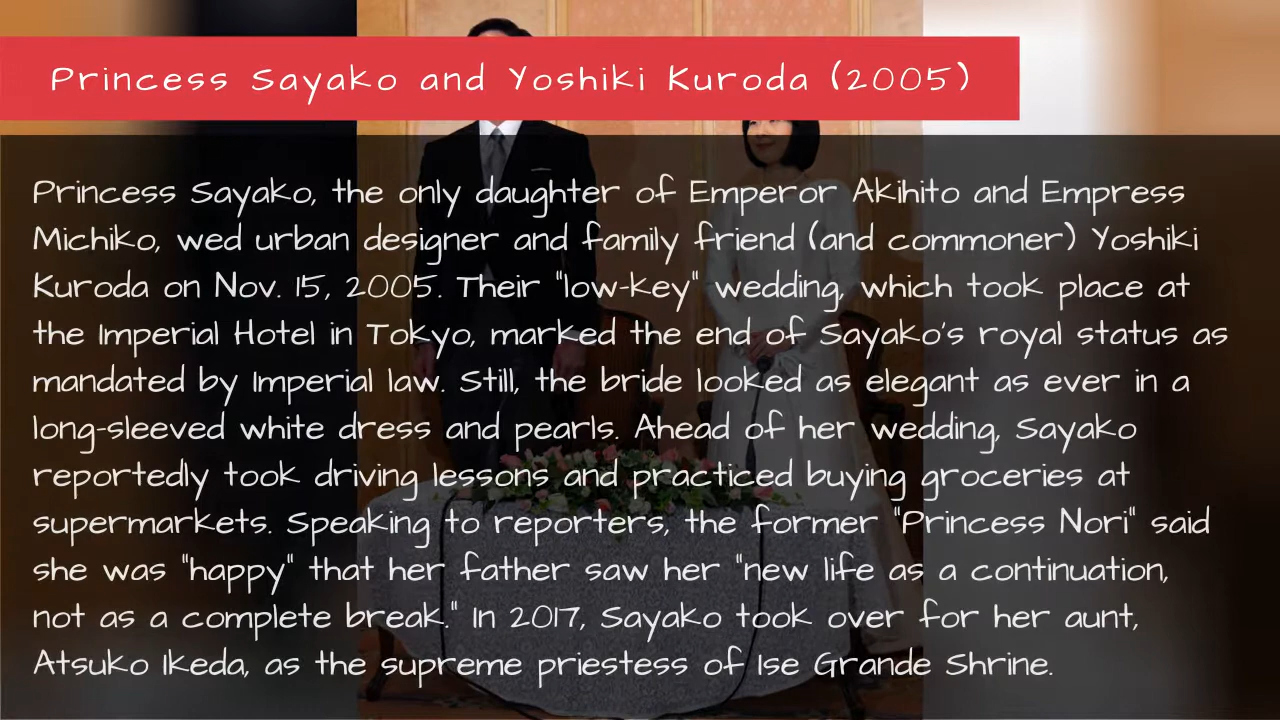 Princess Sayako and Yoshiki Kuroda (2005)
Princess Sayako, the only daughter of Emperor Akihito and Empress
Michiko, wed urban designer and family friend (and commoner) Yoshiki
Kuroda on Nov. 15, 2005. Their "low-key" wedding, which took place at
the Imperial Hotel in Tokyo, marked the end of Sayako's royal status as
mandated by Imperial law. Still, the bride looked as elegant as ever in a
long-sleeved white dress and pearls. Ahead of her wedding, Sayako
reportedly took driving lessons and practiced buying groceries at
supermarkets. Speaking to reporters, the former "Princess Nori" said
she was "happy" that her father saw her "new life as a continuation,
not as a complete break." In 2017, Sayako took over for her aunt,
Atsuko Ikeda, as the supreme priestess of Ise Grande Shrine.